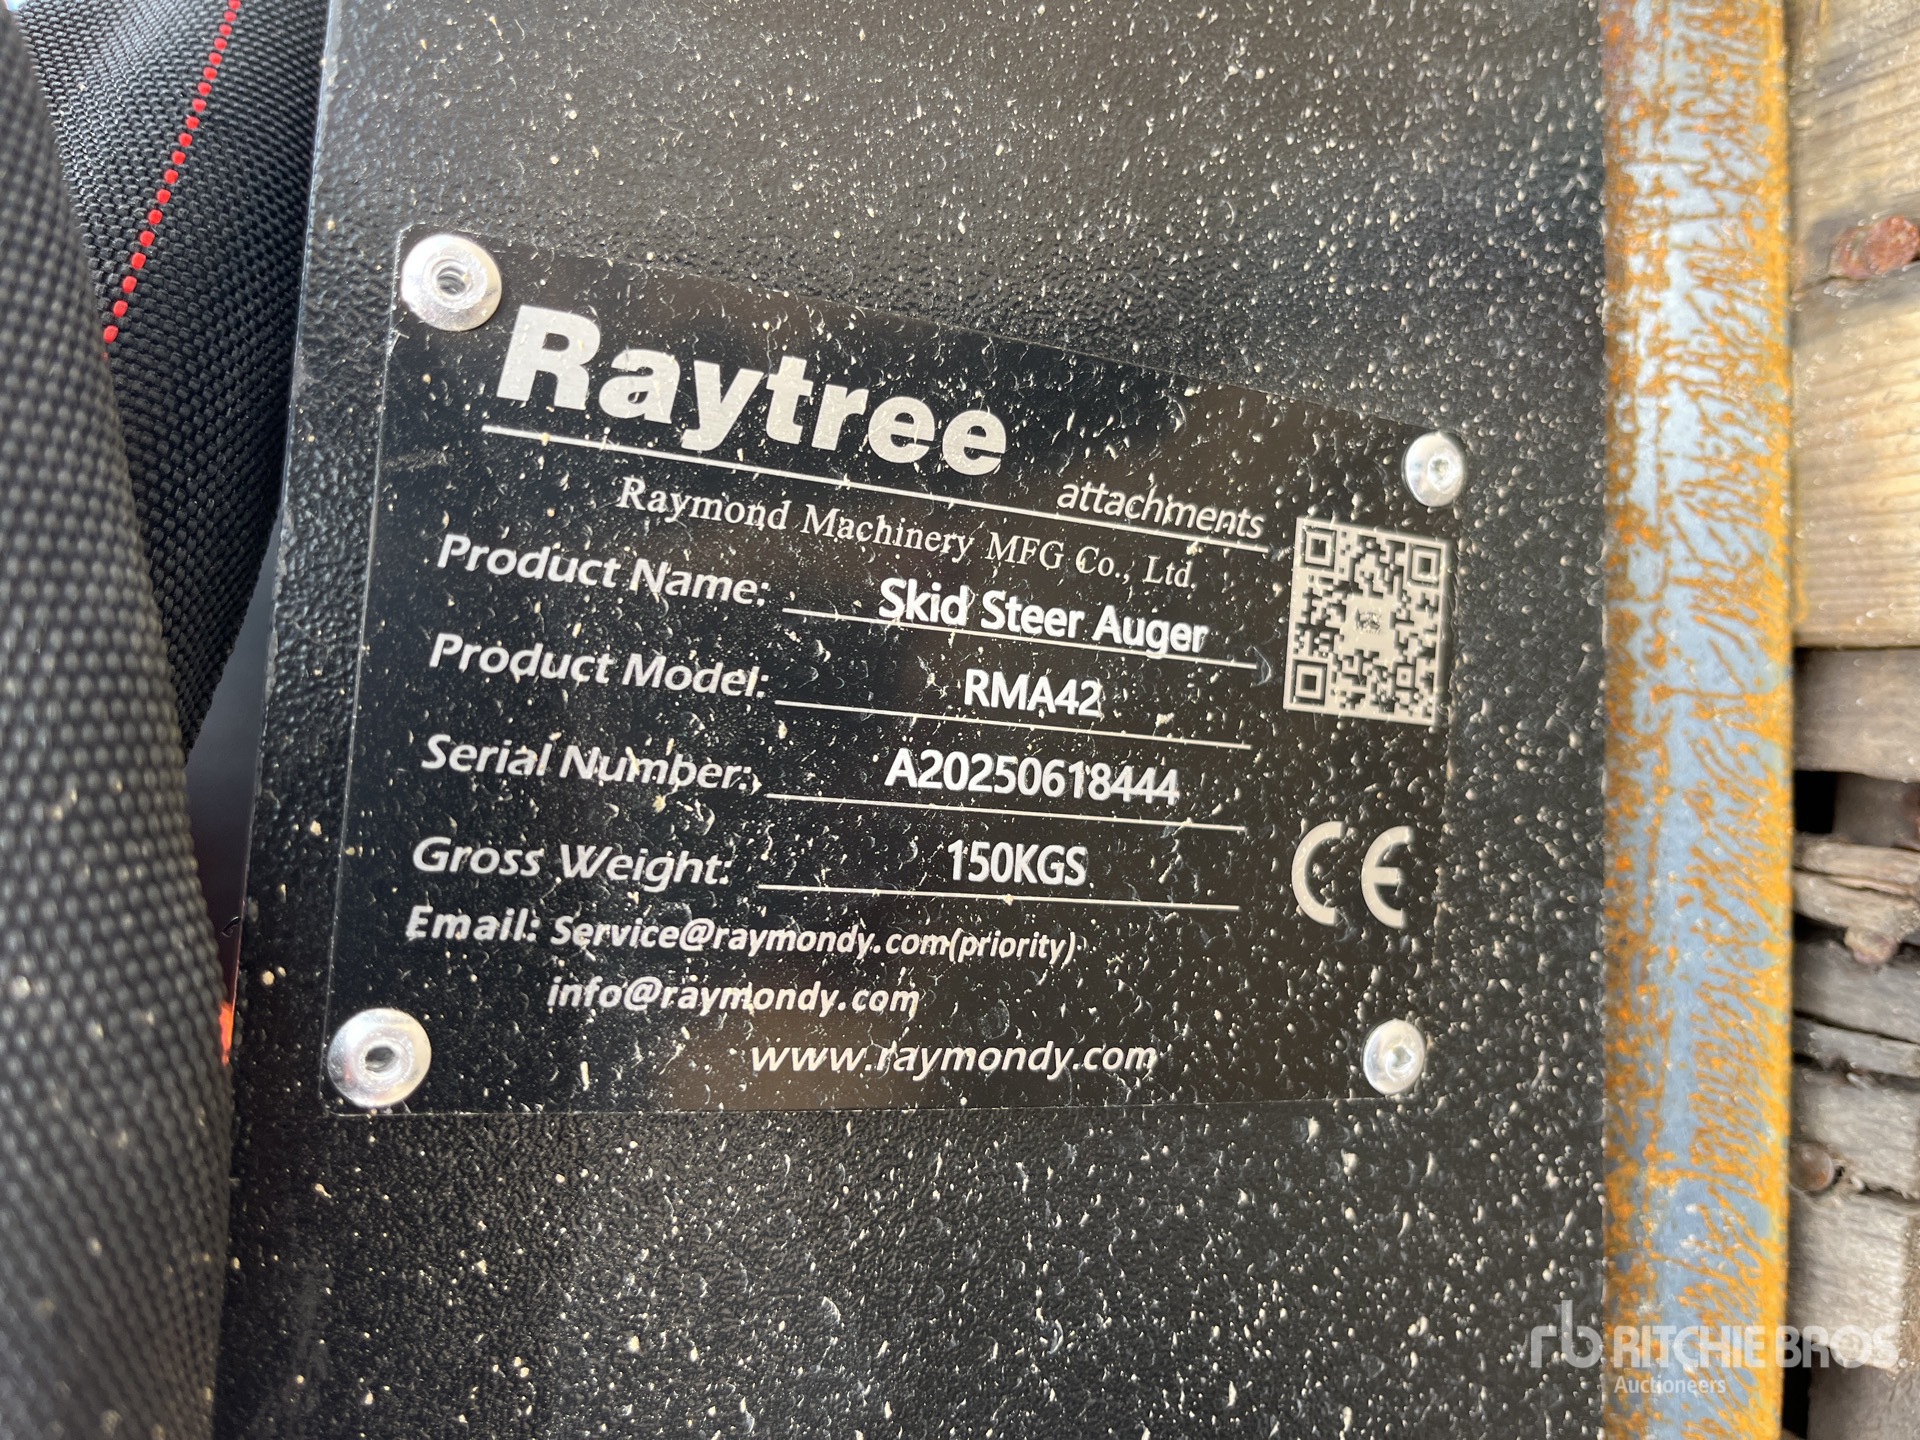 Raytree
attachments
Raymond Machinery MFG Co., Ltd.
Product Name: Skid Steer Auger
Product Model: RMA42
Serial Number: A20250618444
Gross Weight: 150KGS
CE
Email: Service@raymondy.com(priority)
info@raymondy.com
www.raymondy.com
rb RITCHIE BROS
Auctioneers